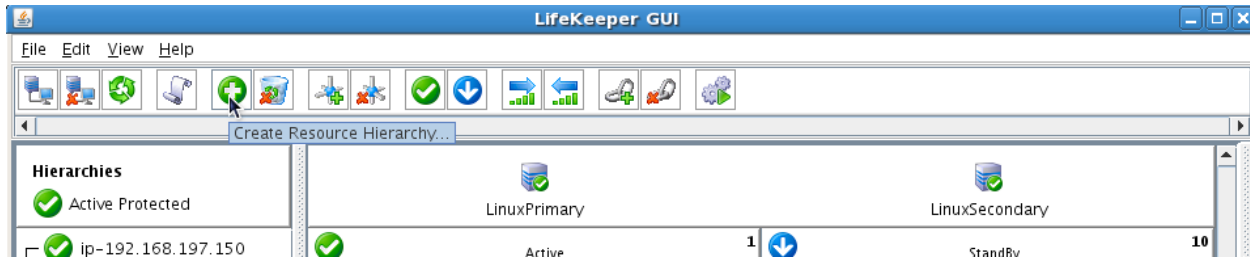 LifeKeeper GUI
File Edit View Help
Create Resource Hierarchy...
Hierarchies
Active Protected
LinuxPrimary
LinuxSecondary
ip-192.168.197.150
Active
1
StandBy
10